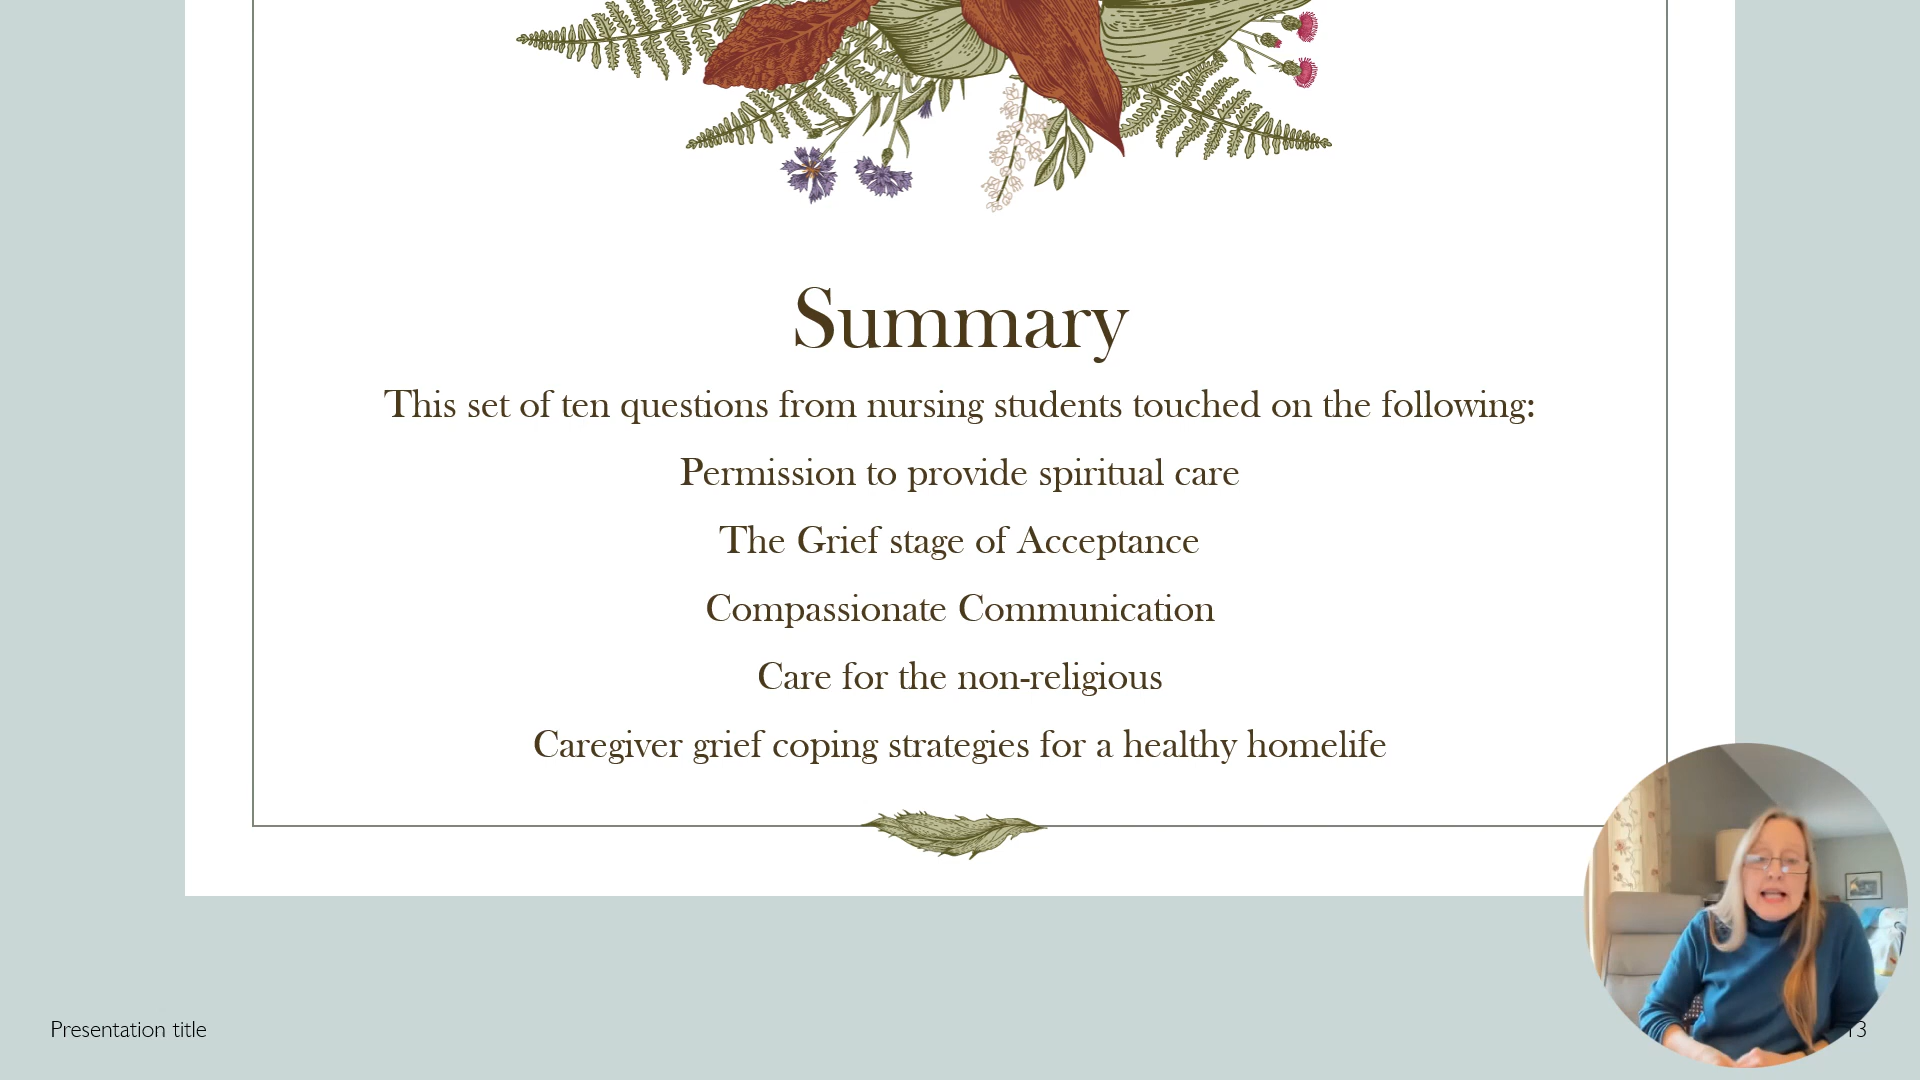 Summary
This set of ten questions from nursing students touched on the following:
Permission to provide spiritual care
The Grief stage of Acceptance
Compassionate Communication
Care for the non-religious
Caregiver grief coping strategies for a healthy homelife
Presentation title
13